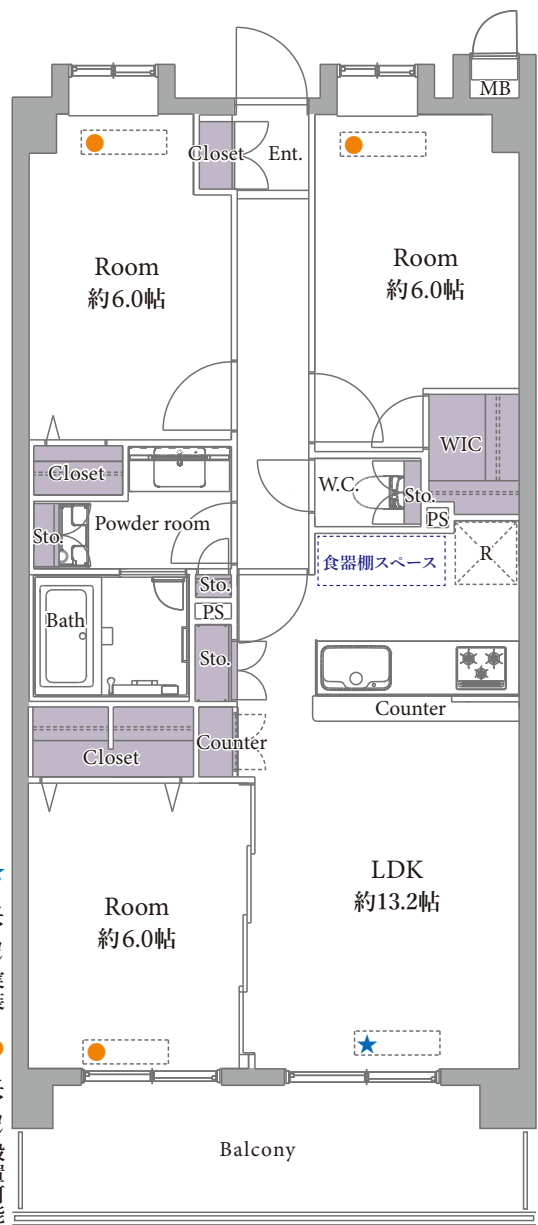 MB
Closet
Ent.
Room
約6.0帖
Room
約6.0帖
WIC
Closet
W.C.
Sto.
PS
Sto.
Powder room
食器棚スペース
R
Sto.
PS
Bath
Sto.
Counter
Counter
Closet
LDK
約13.2帖
Room
約6.0帖
Balcony